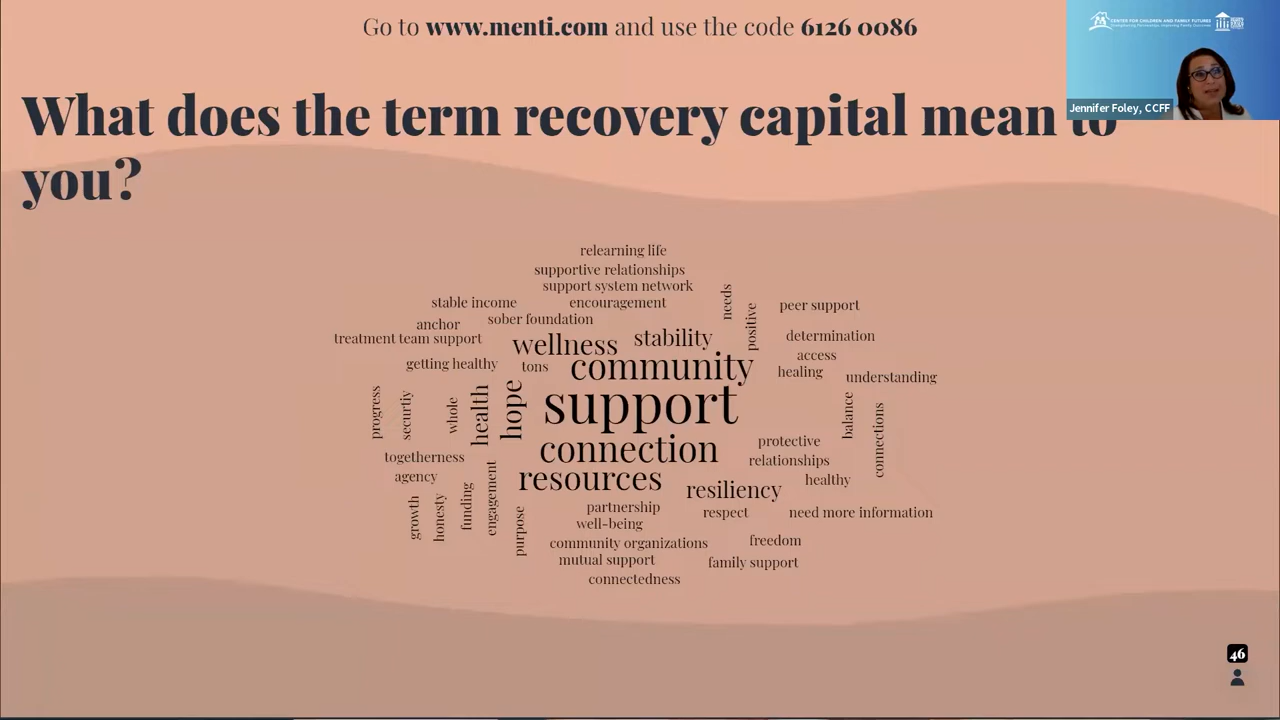 Go to www.menti.com and use the code 6126 0086
CENTER FOR CHILDREN AND FAMILY FUTURES
Jennifer Foley, CCFF
What does the term recovery capital mean to
you?
relearning life
supportive relationships
support system network
stable income
encouragement
needs
positive
peer support
anchor
sober foundation
treatment team support
wellness
stability
determination
access
getting healthy
tons
community
healing
understanding
progress
securtiy
whole
health
hope
support
balance
connections
connection
protective
relationships
togetherness
agency
resources
resiliency
healthy
growth
honesty
funding
engagement
purpose
partnership
respect
need more information
well-being
community organizations
freedom
mutual support
family support
connectedness
46